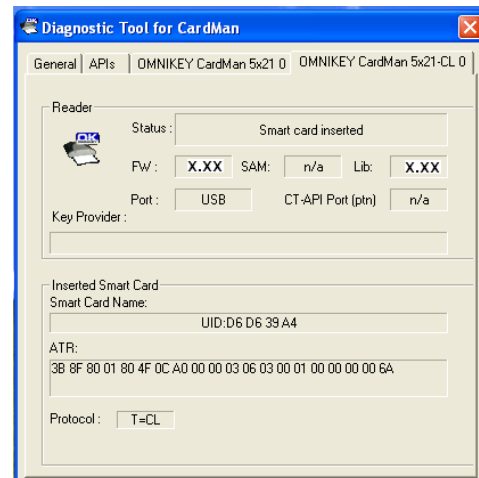 Diagnostic Tool for CardMan
General APIs OMNIKEY CardMan 5x21 0 OMNIKEY CardMan 5x21-CL 0
Reader
OK
Status : Smart card inserted
FW : X.XX SAM: n/a Lib: X.XX
Port : USB CT-API Port (ptn) n/a
Key Provider :
Inserted Smart Card
Smart Card Name:
UID:D6 D6 39 A4
ATR:
3B 8F 80 01 80 4F 0C A0 00 00 03 06 03 00 01 00 00 00 00 6A
Protocol : T=CL